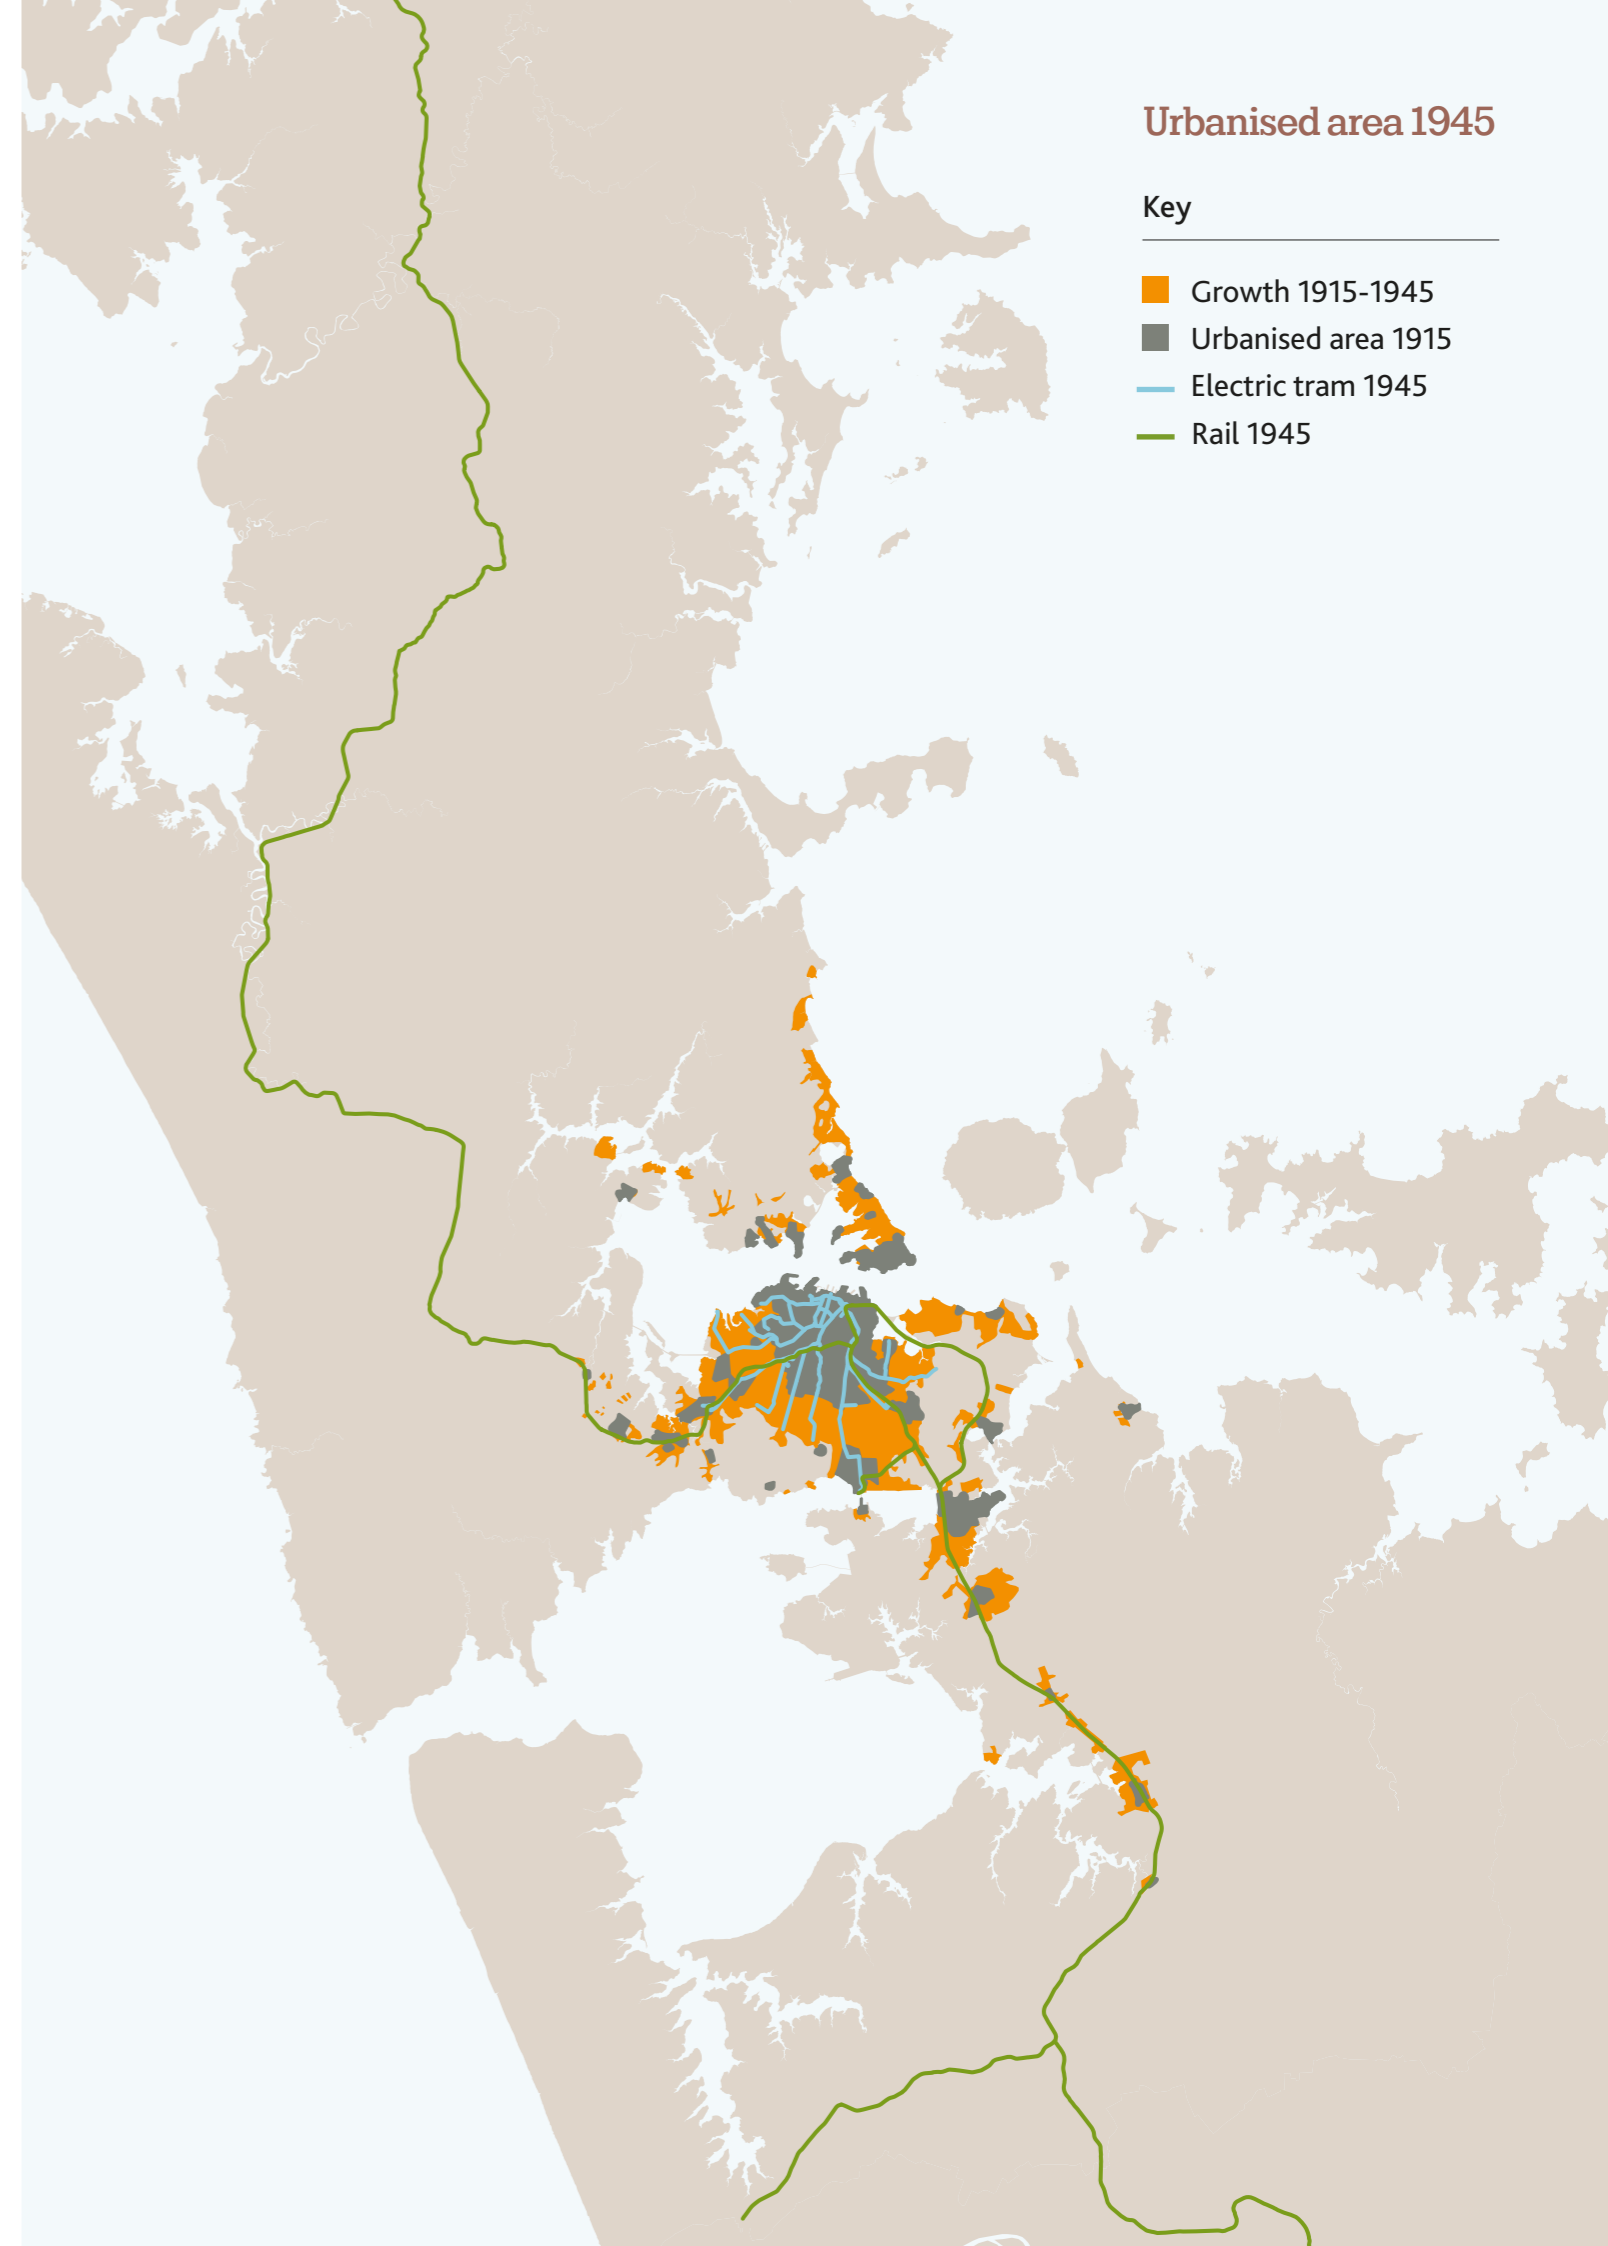 Urbanised area 1945
Key
Growth 1915-1945
Urbanised area 1915
Electric tram 1945
Rail 1945